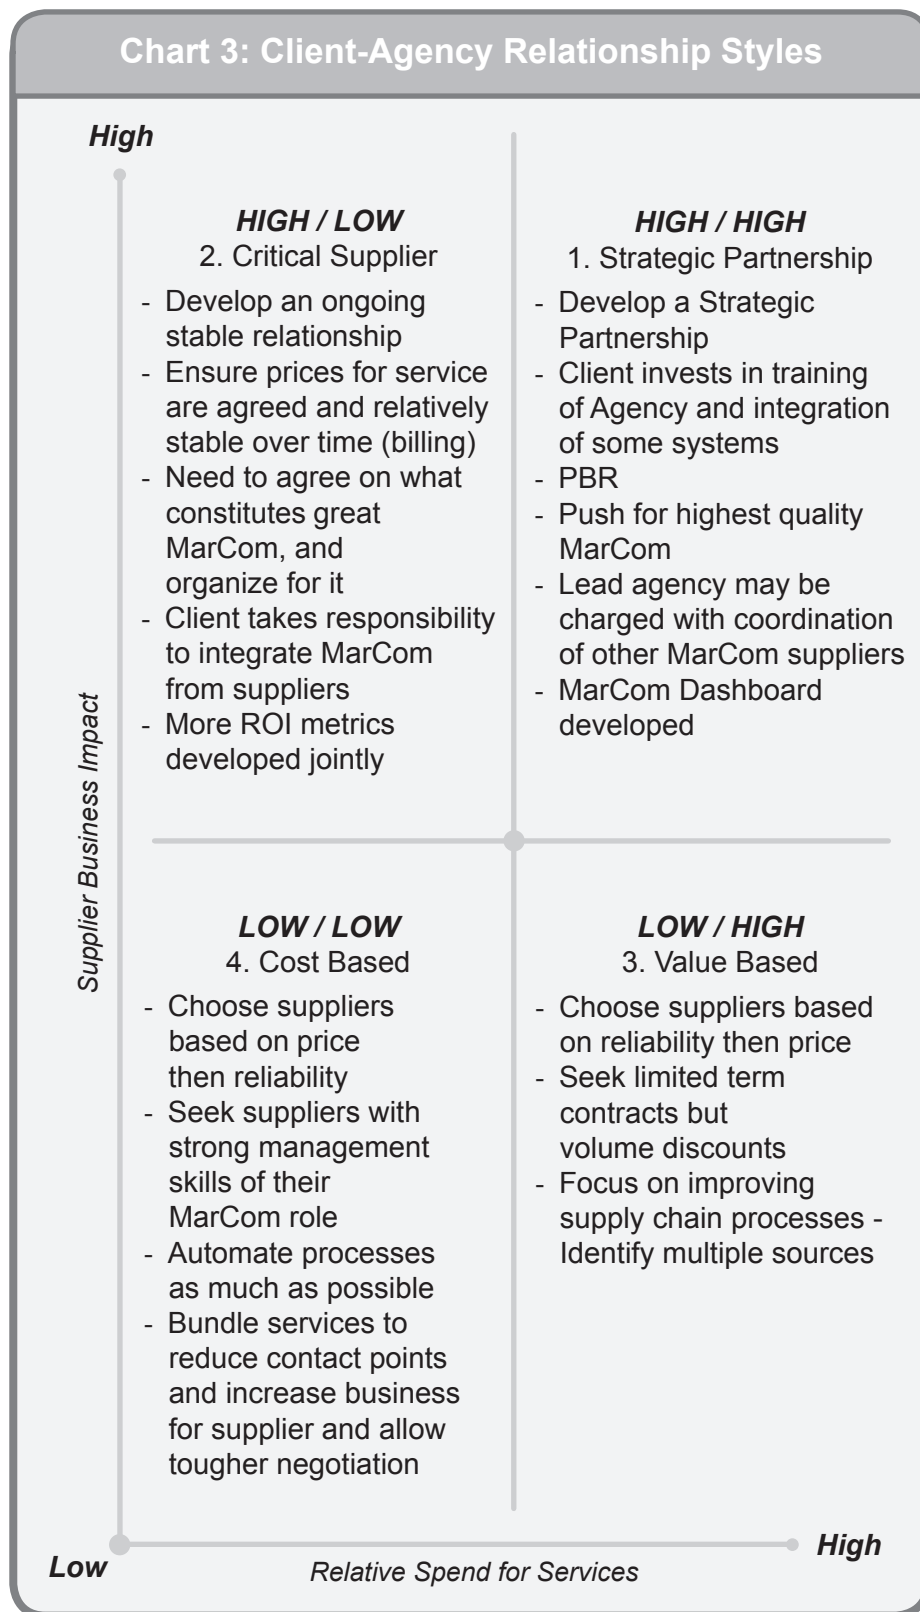 Chart 3: Client-Agency Relationship Styles
High
HIGH / LOW
2. Critical Supplier
- Develop an ongoing
stable relationship
- Ensure prices for service
are agreed and relatively
stable over time (billing)
- Need to agree on what
constitutes great
MarCom, and
organize for it
- Client takes responsibility
to integrate MarCom
from suppliers
- More ROI metrics
developed jointly
HIGH / HIGH
1. Strategic Partnership
- Develop a Strategic
Partnership
- Client invests in training
of Agency and integration
of some systems
- PBR
- Push for highest quality
MarCom
- Lead agency may be
charged with coordination
of other MarCom suppliers
- MarCom Dashboard
developed
Supplier Business Impact
LOW / LOW
4. Cost Based
- Choose suppliers
based on price
then reliability
- Seek suppliers with
strong management
skills of their
MarCom role
- Automate processes
as much as possible
- Bundle services to
reduce contact points
and increase business
for supplier and allow
tougher negotiation
LOW / HIGH
3. Value Based
- Choose suppliers based
on reliability then price
- Seek limited term
contracts but
volume discounts
- Focus on improving
supply chain processes -
Identify multiple sources
Low
Relative Spend for Services
High